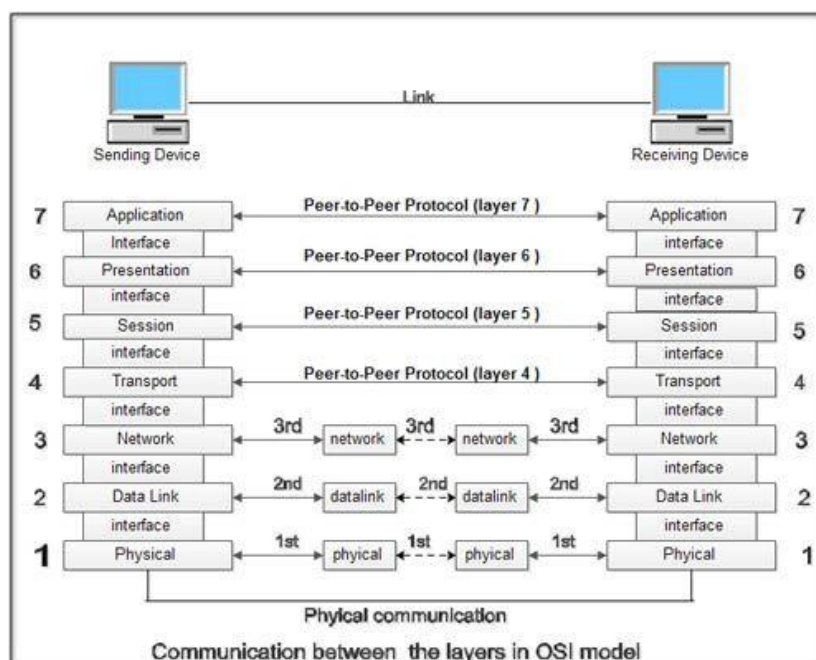 Link
Sending Device Receiving Device
7 Application Peer-to-Peer Protocol (layer 7 ) Application 7
Interface interface
6 Presentation Peer-to-Peer Protocol (layer 6 ) Presentation 6
interface interface
5 Session Peer-to-Peer Protocol (layer 5 ) Session 5
interface interface
4 Transport Peer-to-Peer Protocol (layer 4 ) Transport 4
interface interface
3 Network 3rd network 3rd network 3rd Network 3
interface interface
2 Data Link 2nd datalink 2nd datalink 2nd Data Link 2
interface interface
1 Physical 1st phyical 1st phyical 1st Phyical 1
Phyical communication
Communication between the layers in OSI model